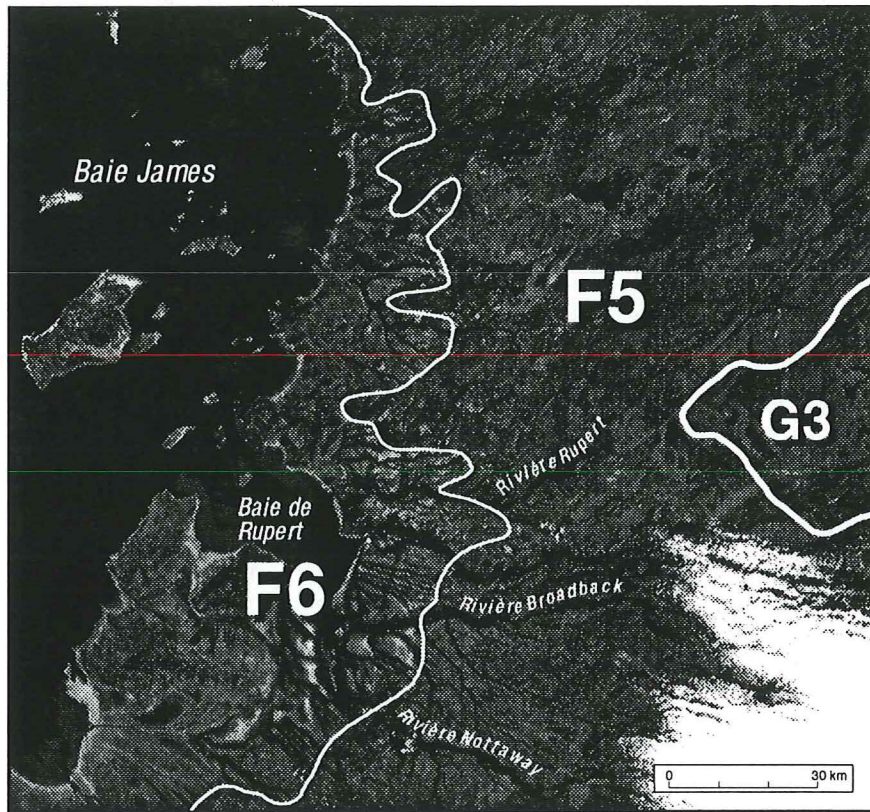 Baie James
F5
G3
Rivière Rupert
Baie de
Rupert
F6
Rivière Broadback
Rivière Nottaway
0 30 km